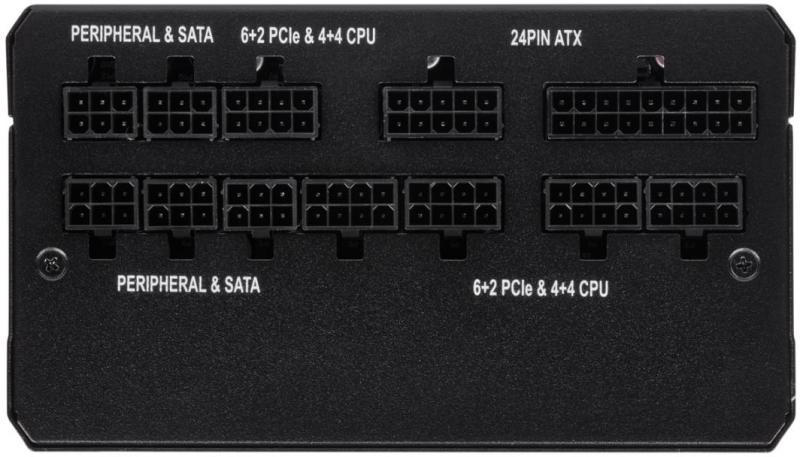 PERIPHERAL & SATA
6+2 PCIe & 4+4 CPU
24PIN ATX
PERIPHERAL & SATA
6+2 PCIe & 4+4 CPU